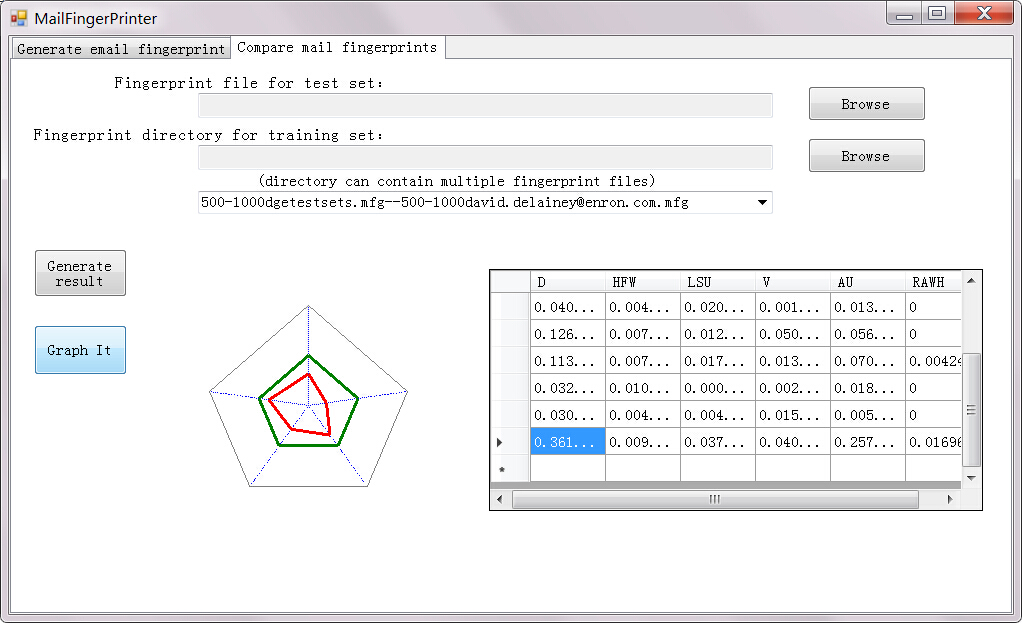 MailFingerPrinter
Generate email fingerprint Compare mail fingerprints
Fingerprint file for test set:
Browse
Fingerprint directory for training set:
Browse
(directory can contain multiple fingerprint files)
500-1000dgetestsets.mfg--500-1000david.delainey@enron.com.mfg
Generate
result
Graph It
D HFW LSU V AU RAWH
0.040... 0.004... 0.020... 0.001... 0.013... 0
0.126... 0.007... 0.012... 0.050... 0.056... 0
0.113... 0.007... 0.017... 0.013... 0.070... 0.00424
0.032... 0.010... 0.000... 0.002... 0.018... 0
0.030... 0.004... 0.004... 0.015... 0.005... 0
0.361... 0.009... 0.037... 0.040... 0.257... 0.01696
*